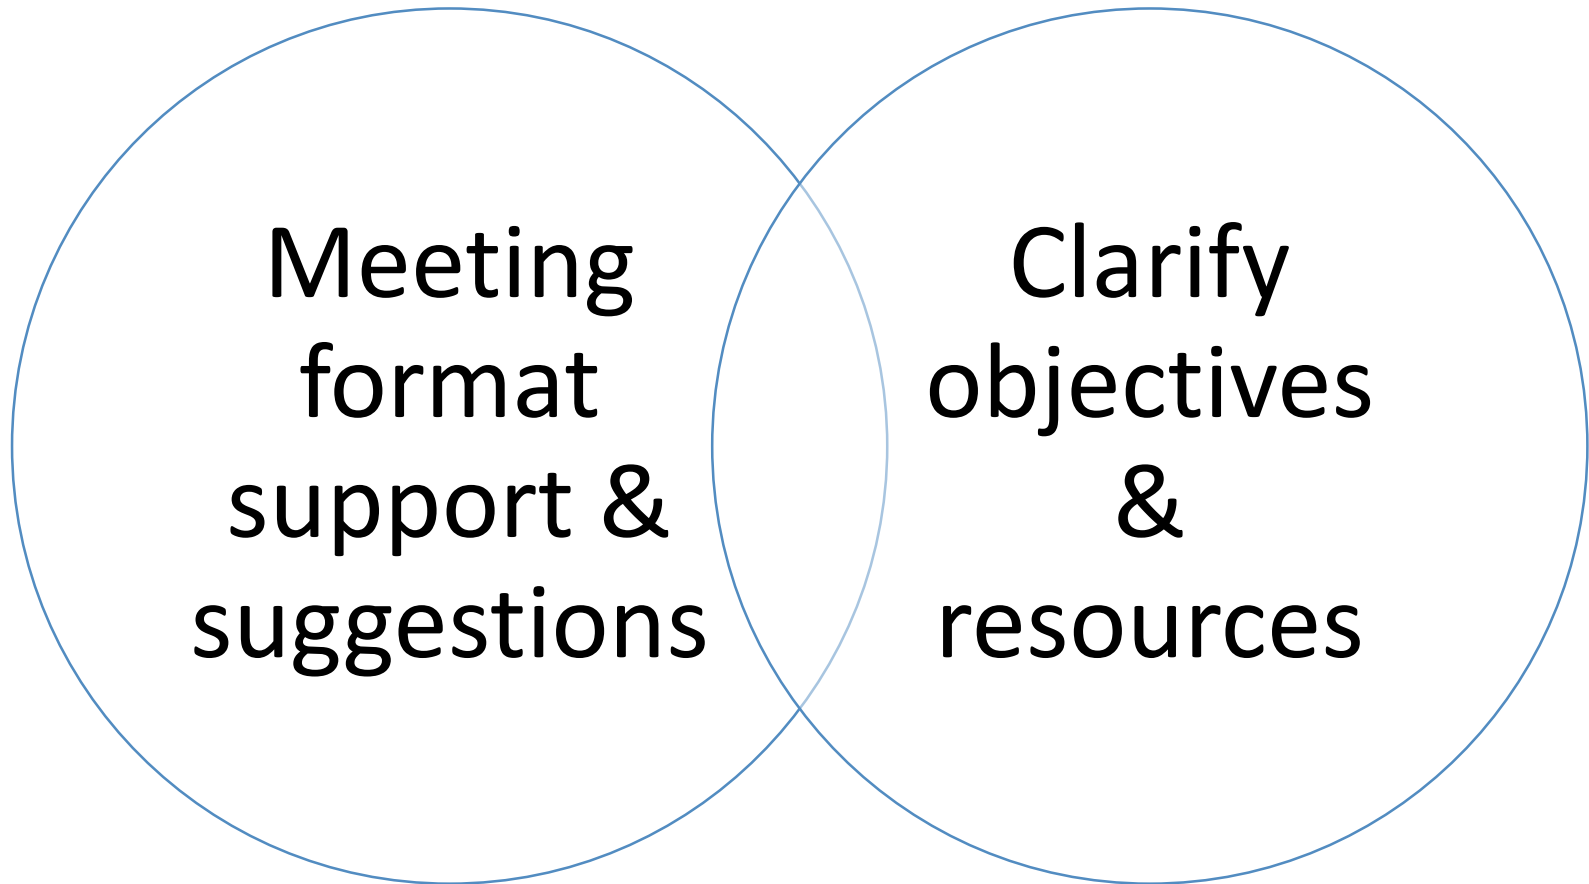 Meeting
format
support &
suggestions
Clarify
objectives
&
resources